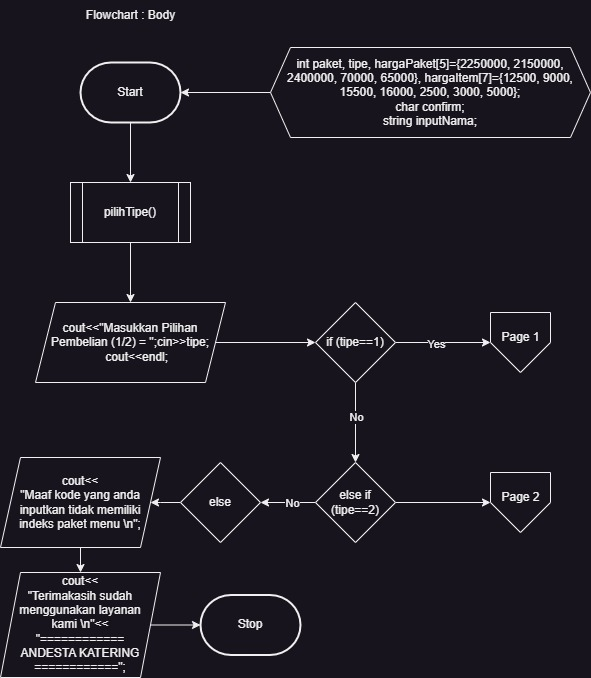 Flowchart : Body
int paket, tipe, hargaPaket[5]={2250000, 2150000,
2400000, 70000, 65000}, hargaItem[7]={12500, 9000,
15500, 16000, 2500, 3000, 5000};
char confirm;
string inputNama;
Start
pilihTipe()
cout<<"Masukkan Pilihan
Pembelian (1/2) = ";cin>>tipe;
cout<<endl;
if (tipe==1)
Yes
Page 1
No
else if
(tipe==2)
Page 2
No
else
cout<<
"Maaf kode yang anda
inputkan tidak memiliki
indeks paket menu \n";
cout<<
"Terimakasih sudah
menggunakan layanan
kami \n"<<
"============
ANDESTA KATERING
============";
Stop